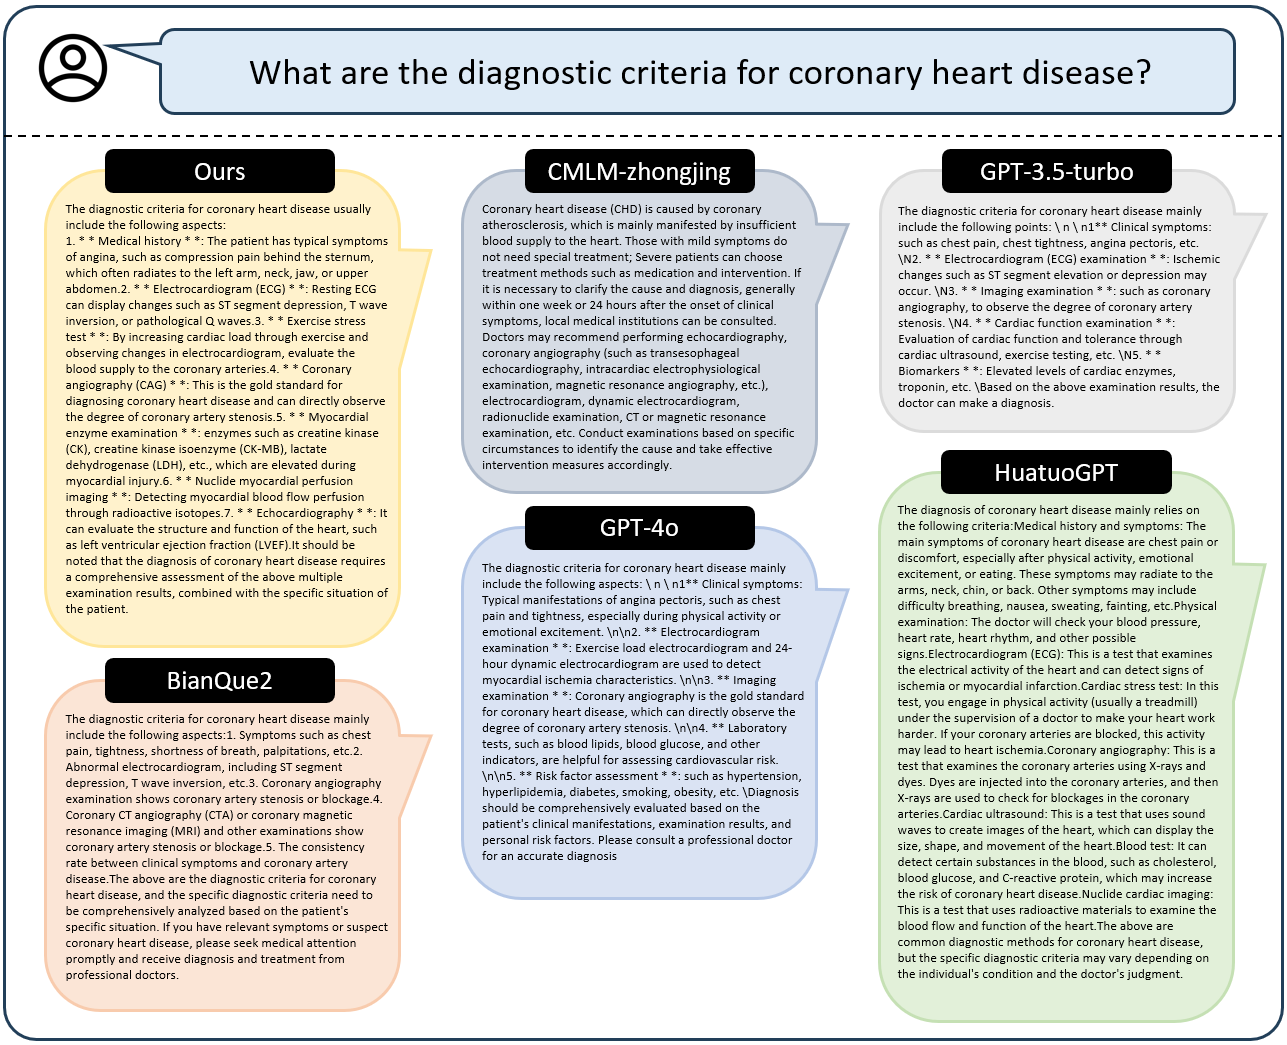 What are the diagnostic criteria for coronary heart disease?
Ours
The diagnostic criteria for coronary heart disease usually
include the following aspects:
1. * * Medical history * *: The patient has typical symptoms
of angina, such as compression pain behind the sternum,
which often radiates to the left arm, neck, jaw, or upper
abdomen.2. * * Electrocardiogram (ECG) * *: Resting ECG
can display changes such as ST segment depression, T wave
inversion, or pathological Q waves.3. * * Exercise stress
test * *: By increasing cardiac load through exercise and
observing changes in electrocardiogram, evaluate the
blood supply to the coronary arteries.4. * * Coronary
angiography (CAG) * *: This is the gold standard for
diagnosing coronary heart disease and can directly observe
the degree of coronary artery stenosis.5. * * Myocardial
enzyme examination * *: enzymes such as creatine kinase
(CK), creatine kinase isoenzyme (CK-MB), lactate
dehydrogenase (LDH), etc., which are elevated during
myocardial injury.6. * * Nuclide myocardial perfusion
imaging * *: Detecting myocardial blood flow perfusion
through radioactive isotopes.7. * * Echocardiography * *: It
can evaluate the structure and function of the heart, such
as left ventricular ejection fraction (LVEF).It should be
noted that the diagnosis of coronary heart disease requires
a comprehensive assessment of the above multiple
examination results, combined with the specific situation of
the patient.
BianQue2
The diagnostic criteria for coronary heart disease mainly
include the following aspects:1. Symptoms such as chest
pain, tightness, shortness of breath, palpitations, etc.2.
Abnormal electrocardiogram, including ST segment
depression, T wave inversion, etc.3. Coronary angiography
examination shows coronary artery stenosis or blockage.4.
Coronary CT angiography (CTA) or coronary magnetic
resonance imaging (MRI) and other examinations show
coronary artery stenosis or blockage.5. The consistency
rate between clinical symptoms and coronary artery
disease.The above are the diagnostic criteria for coronary
heart disease, and the specific diagnostic criteria need to
be comprehensively analyzed based on the patient's
specific situation. If you have relevant symptoms or suspect
coronary heart disease, please seek medical attention
promptly and receive diagnosis and treatment from
professional doctors.
CMLM-zhongjing
Coronary heart disease (CHD) is caused by coronary
atherosclerosis, which is mainly manifested by insufficient
blood supply to the heart. Those with mild symptoms do
not need special treatment; Severe patients can choose
treatment methods such as medication and intervention. If
it is necessary to clarify the cause and diagnosis, generally
within one week or 24 hours after the onset of clinical
symptoms, local medical institutions can be consulted.
Doctors may recommend performing echocardiography,
coronary angiography (such as transesophageal
echocardiography, intracardiac electrophysiological
examination, magnetic resonance angiography, etc.),
electrocardiogram, dynamic electrocardiogram,
radionuclide examination, CT or magnetic resonance
examination, etc. Conduct examinations based on specific
circumstances to identify the cause and take effective
intervention measures accordingly.
GPT-4o
The diagnostic criteria for coronary heart disease mainly
include the following aspects: \ n \ n1** Clinical symptoms:
Typical manifestations of angina pectoris, such as chest
pain and tightness, especially during physical activity or
emotional excitement. \n\n2. ** Electrocardiogram
examination * *: Exercise load electrocardiogram and 24-
hour dynamic electrocardiogram are used to detect
myocardial ischemia characteristics. \n\n3. ** Imaging
examination * *: Coronary angiography is the gold standard
for coronary heart disease, which can directly observe the
degree of coronary artery stenosis. \n\n4. ** Laboratory
tests, such as blood lipids, blood glucose, and other
indicators, are helpful for assessing cardiovascular risk.
\n\n5. ** Risk factor assessment * *: such as hypertension,
hyperlipidemia, diabetes, smoking, obesity, etc. \Diagnosis
should be comprehensively evaluated based on the
patient's clinical manifestations, examination results, and
personal risk factors. Please consult a professional doctor
for an accurate diagnosis
GPT-3.5-turbo
The diagnostic criteria for coronary heart disease mainly
include the following points: \ n \ n1** Clinical symptoms:
such as chest pain, chest tightness, angina pectoris, etc.
\N2. * * Electrocardiogram (ECG) examination * *: Ischemic
changes such as ST segment elevation or depression may
occur. \N3. * * Imaging examination * *: such as coronary
angiography, to observe the degree of coronary artery
stenosis. \N4. * * Cardiac function examination * *:
Evaluation of cardiac function and tolerance through
cardiac ultrasound, exercise testing, etc. \N5. * *
Biomarkers * *: Elevated levels of cardiac enzymes,
troponin, etc. \Based on the above examination results, the
doctor can make a diagnosis.
HuatuoGPT
The diagnosis of coronary heart disease mainly relies on
the following criteria:Medical history and symptoms: The
main symptoms of coronary heart disease are chest pain or
discomfort, especially after physical activity, emotional
excitement, or eating. These symptoms may radiate to the
arms, neck, chin, or back. Other symptoms may include
difficulty breathing, nausea, sweating, fainting, etc.Physical
examination: The doctor will check your blood pressure,
heart rate, heart rhythm, and other possible
signs.Electrocardiogram (ECG): This is a test that examines
the electrical activity of the heart and can detect signs of
ischemia or myocardial infarction.Cardiac stress test: In this
test, you engage in physical activity (usually a treadmill)
under the supervision of a doctor to make your heart work
harder. If your coronary arteries are blocked, this activity
may lead to heart ischemia.Coronary angiography: This is a
test that examines the coronary arteries using X-rays and
dyes. Dyes are injected into the coronary arteries, and then
X-rays are used to check for blockages in the coronary
arteries.Cardiac ultrasound: This is a test that uses sound
waves to create images of the heart, which can display the
size, shape, and movement of the heart.Blood test: It can
detect certain substances in the blood, such as cholesterol,
blood glucose, and C-reactive protein, which may increase
the risk of coronary heart disease.Nuclide cardiac imaging:
This is a test that uses radioactive materials to examine the
blood flow and function of the heart.The above are
common diagnostic methods for coronary heart disease,
but the specific diagnostic criteria may vary depending on
the individual's condition and the doctor's judgment.